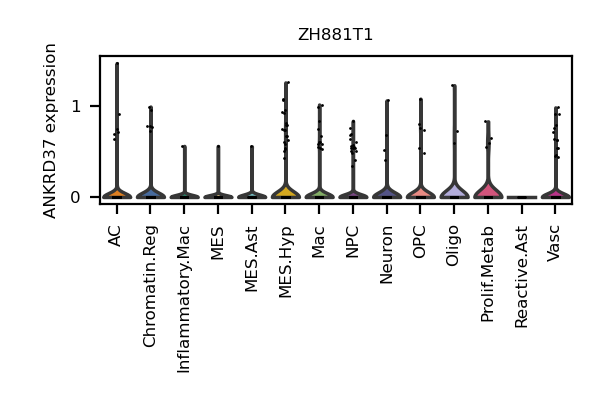 ZH881T1
ANKRD37 expression
1
0
AC
Chromatin.Reg
Inflammatory.Mac
MES
MES.Ast
MES.Hyp
Mac
NPC
Neuron
OPC
Oligo
Prolif.Metab
Reactive.Ast
Vasc